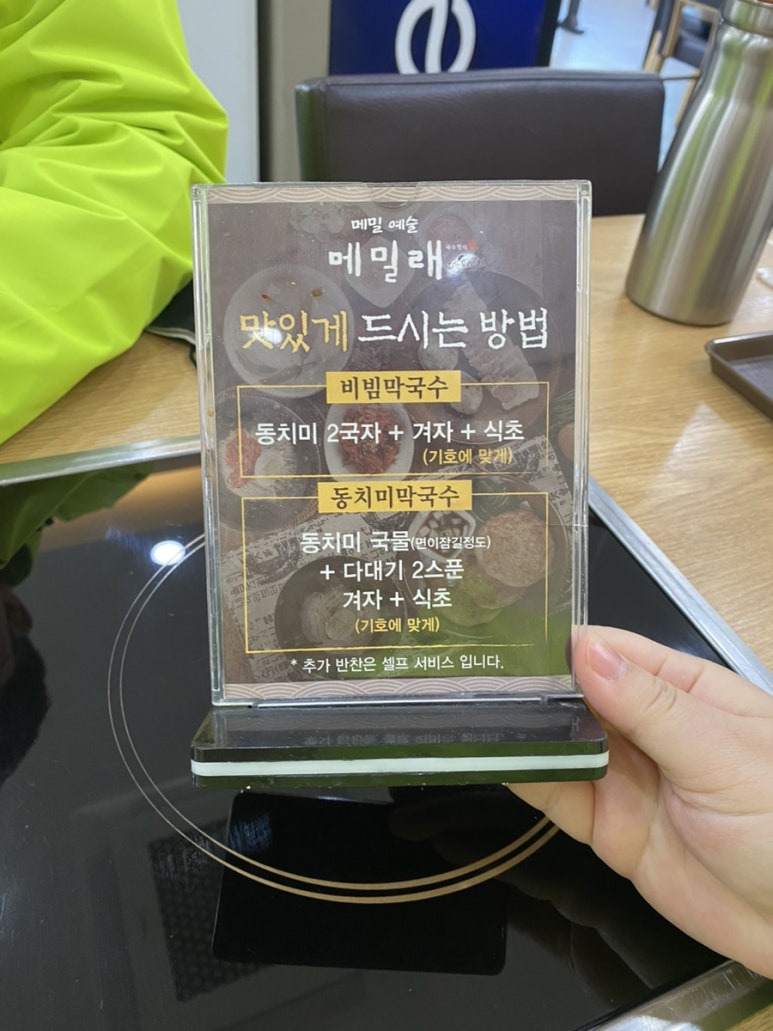 메밀 예술
메밀래
맛있게 드시는 방법
비빔막국수
동치미 2국자 + 겨자 + 식초
(기호에 맞게)
동치미막국수
동치미 국물(면이잠길정도)
+ 다대기 2스푼
겨자 + 식초
(기호에 맞게)
* 추가 반찬은 셀프 서비스 입니다.